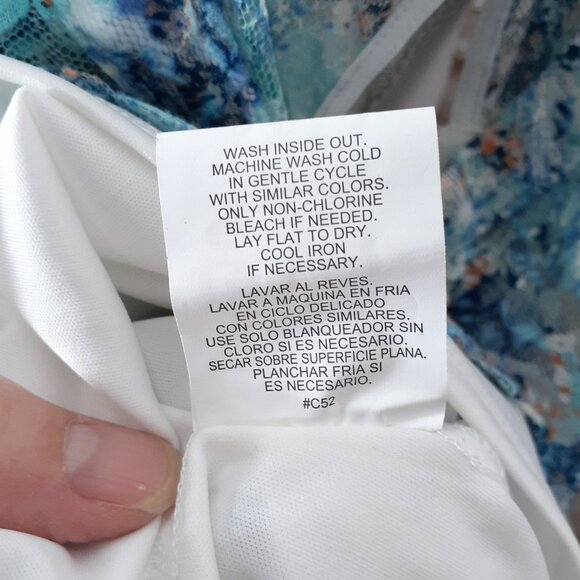 WASH INSIDE OUT.
MACHINE WASH COLD
IN GENTLE CYCLE
WITH SIMILAR COLORS.
ONLY NON-CHLORINE
BLEACH IF NEEDED.
LAY FLAT TO DRY.
COOL IRON
IF NECESSARY.
LAVAR AL REVES.
LAVAR A MAQUINA EN FRIA
EN CICLO DELICADO
CON COLORES SIMILARES.
USE SOLO BLANQUEADOR SIN
CLORO SI ES NECESARIO.
SECAR SOBRE SUPERFICIE PLANA.
PLANCHAR FRIA SI
ES NECESARIO.
#C52